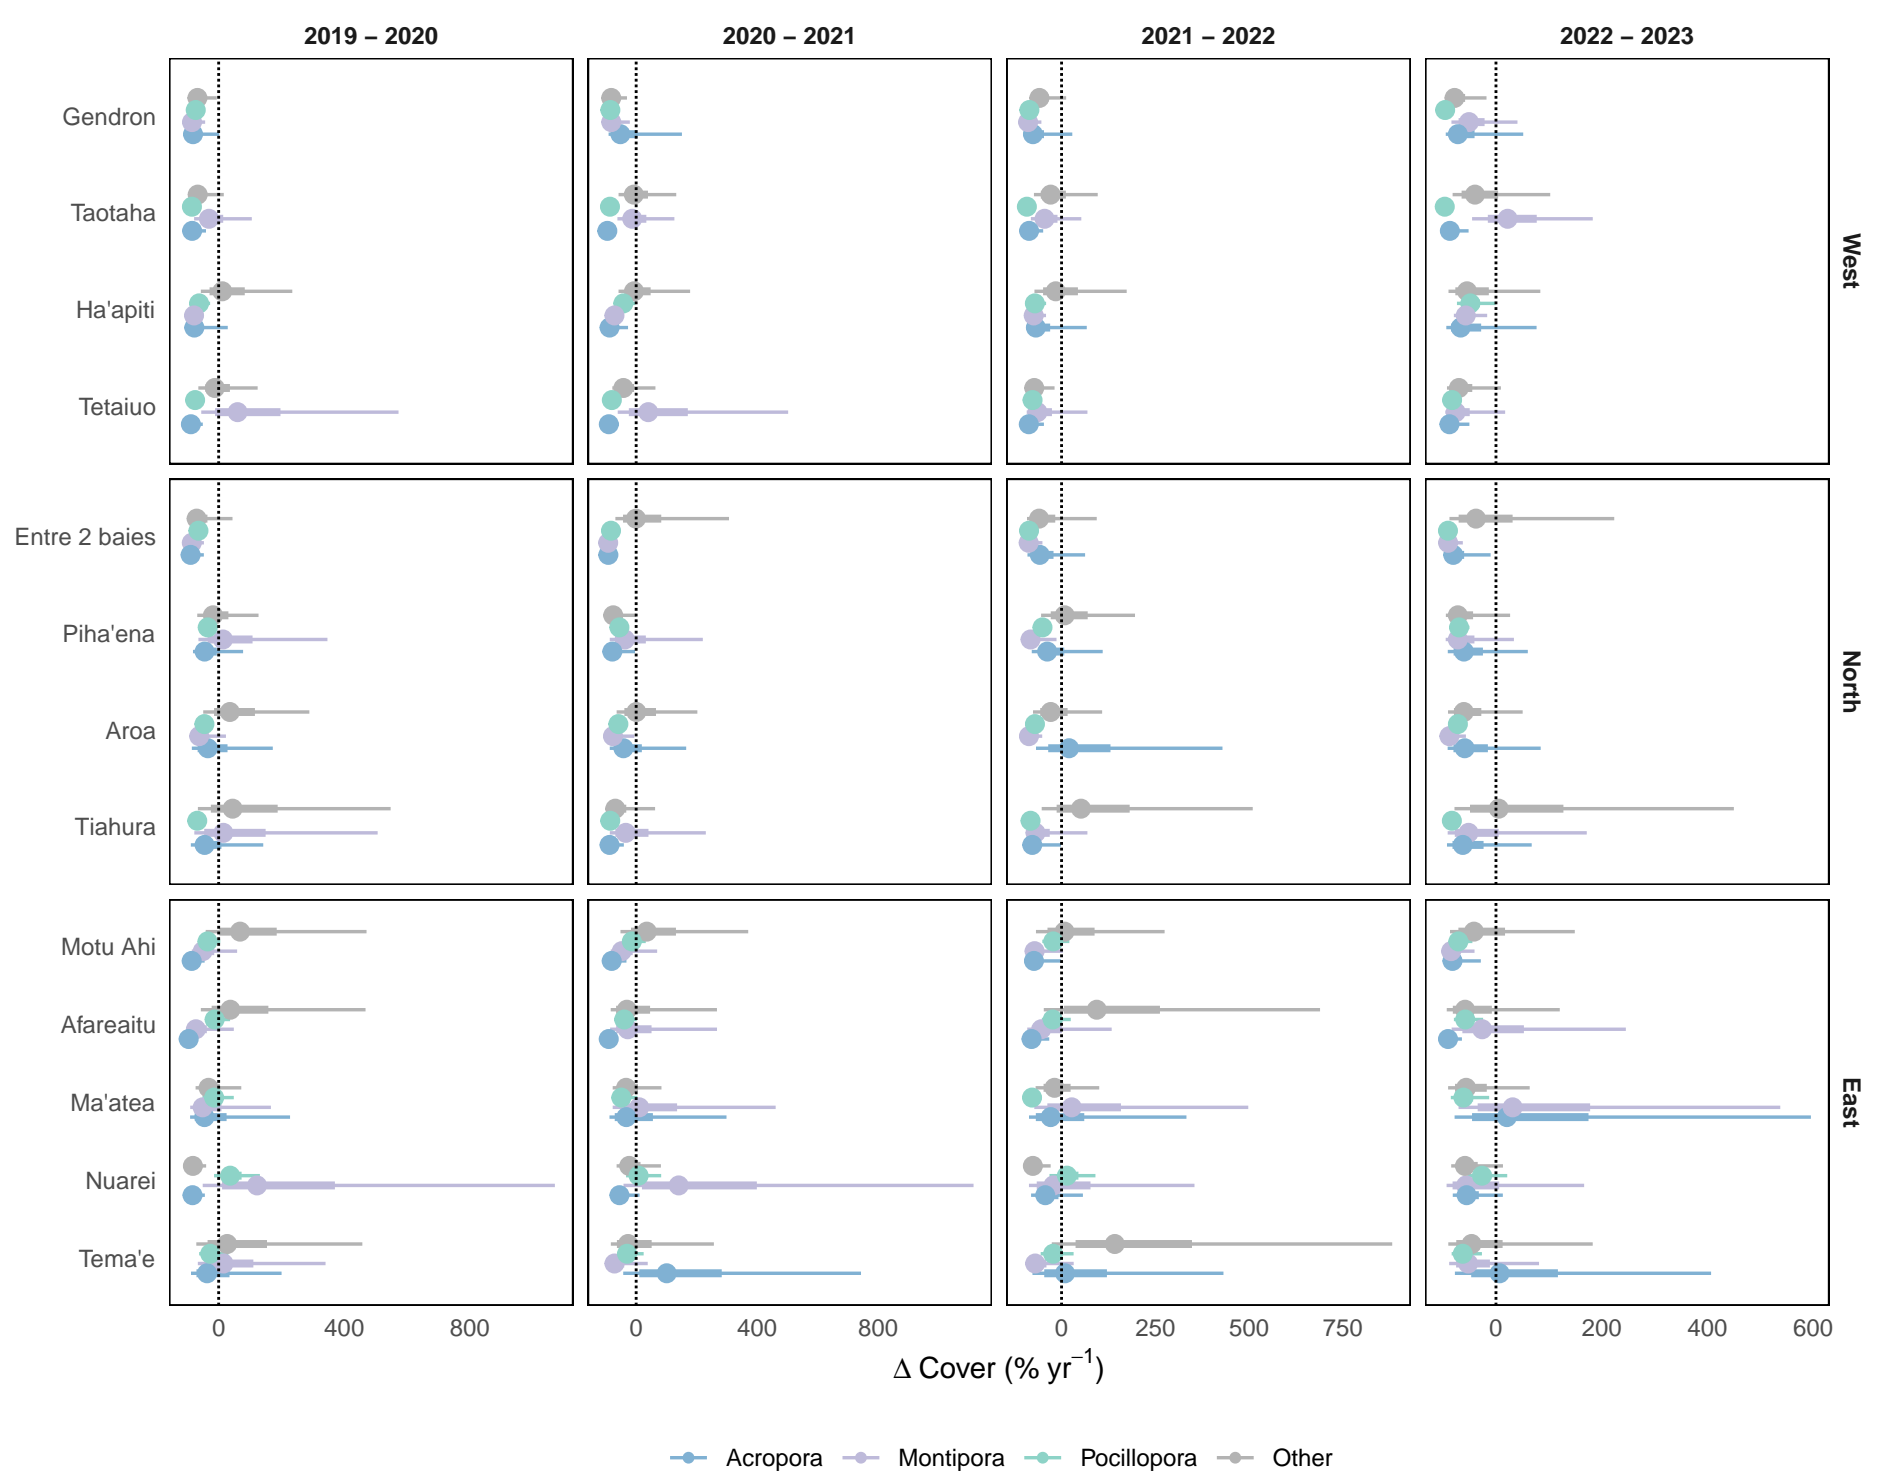 2019 – 2020 2020 – 2021 2021 – 2022 2022 – 2023
Gendron
Taotaha
Ha'apiti
Tetaiuo
West
Entre 2 baies
Piha'ena
Aroa
Tiahura
North
Motu Ahi
Afareaitu
Ma'atea
Nuarei
Tema'e
East
0 400 800 0 400 800 0 250 500 750 0 200 400 600
Δ Cover (% yr⁻¹)
Acropora Montipora Pocillopora Other